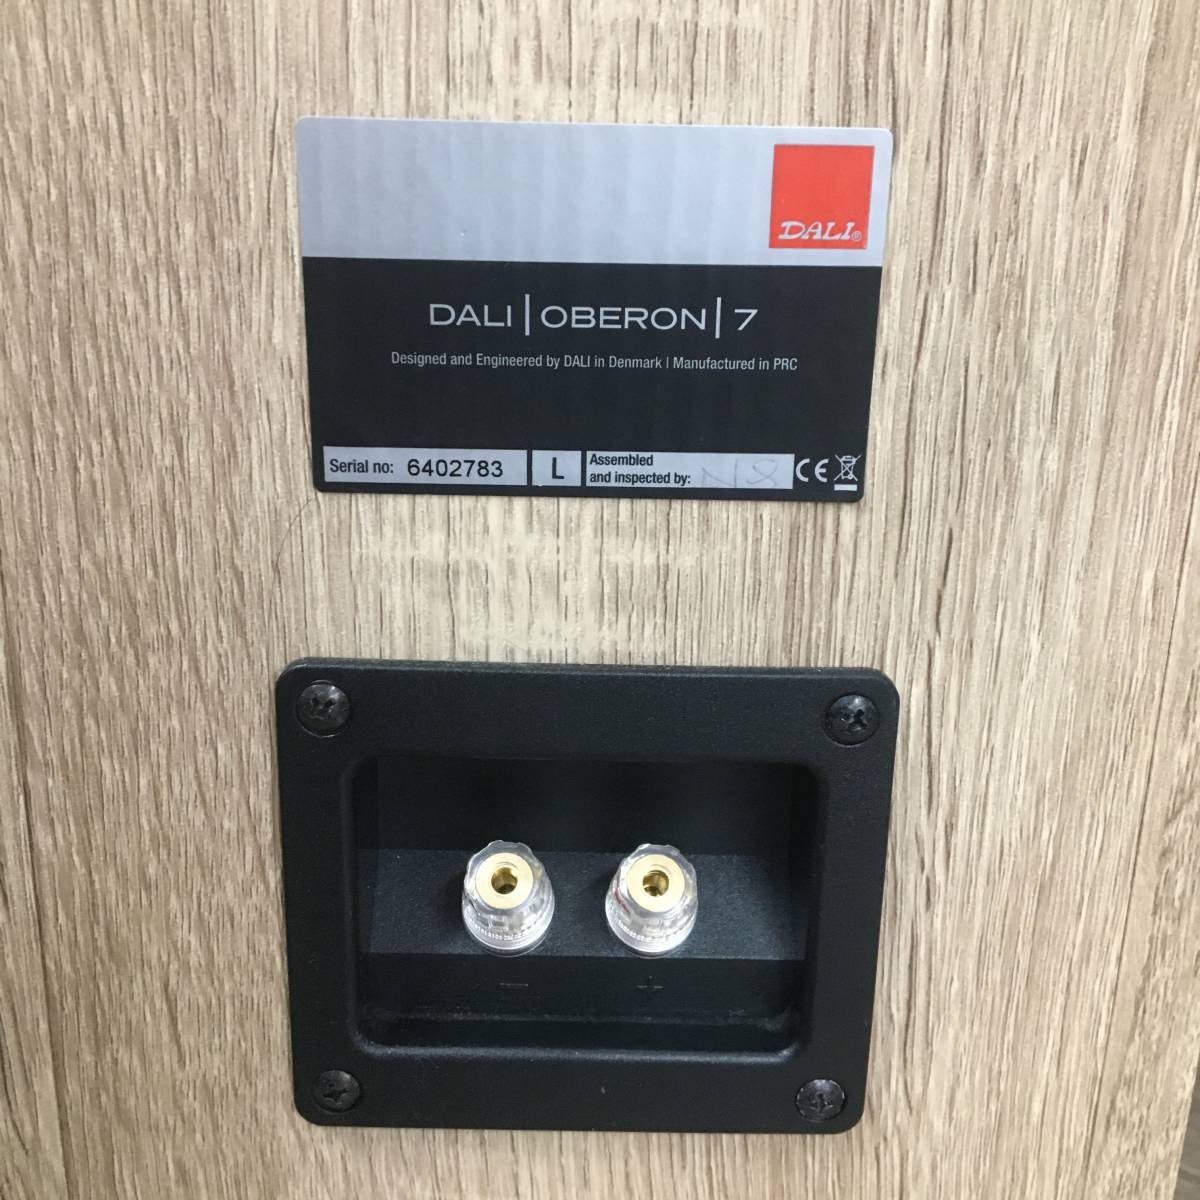 DALI®
DALI | OBERON | 7
Designed and Engineered by DALI in Denmark | Manufactured in PRC
Serial no: 6402783 L Assembled and inspected by: NS CE
- +